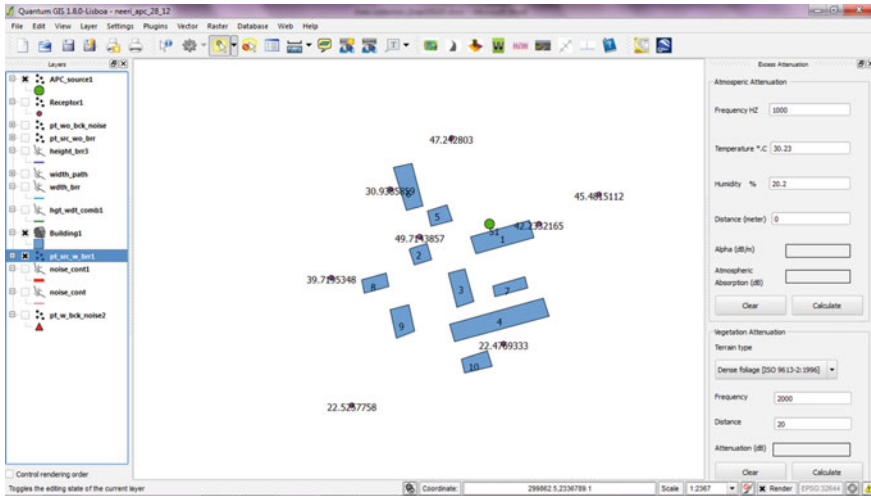 Quantum GIS 1.8.0-Lisboa - neeri_apc_28_12
File Edit View Layer Settings Plugins Vector Raster Database Web Help
Layers
APC_source1
Receptor1
pt_wo_bck_noise
pt_src_wo_brr
height_brr3
width_path
wdth_brr
hgt_wdt_comb1
Building1
pt_src_w_brr1
noise_cont1
noise_cont
pt_w_bck_noise2
Control rendering order
47.242803
30.9385859
6
5
45.4815112
42.2332165
S1
1
49.7143857
2
39.7195348
8
3
7
9
4
22.4769333
10
22.5257758
Excess Attenuation
Atmosperic Attenuation
Frequency HZ 1000
Temperature *.C 30.23
Humidity % 20.2
Distance (meter) 0
Alpha (dB/m)
Atmospheric
Absorption (dB)
Clear Calculate
Vegetation Attenuation
Terrain type
Dense foliage [ISO 9613-2:1996]
Frequency 2000
Distance 20
Attenuation (dB)
Clear Calculate
Toggles the editing state of the current layer
Coordinate: 299862.5,2336789.1
Scale 1:2367
Render
EPSG:32644